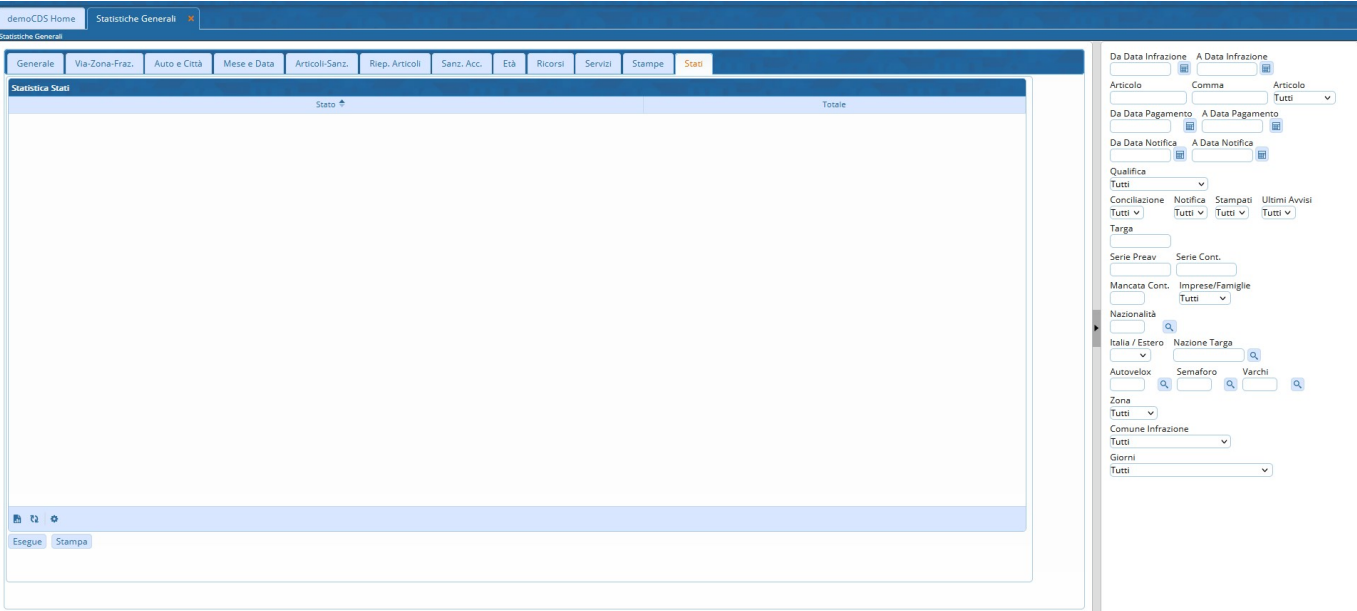 demoCDS Home Statistiche Generali ×
Statistiche Generali
Generale Via-Zona-Fraz. Auto e Città Mese e Data Articoli-Sanz. Riep. Articoli Sanz. Acc. Età Ricorsi Servizi Stampe Stati
Statistica Stati
Stato Totale
Esegue Stampa
Da Data Infrazione A Data Infrazione
Articolo Comma Articolo
Tutti
Da Data Pagamento A Data Pagamento
Da Data Notifica A Data Notifica
Qualifica
Tutti
Conciliazione Notifica Stampati Ultimi Avvisi
Tutti Tutti Tutti Tutti
Targa
Serie Preav Serie Cont.
Mancata Cont. Imprese/Famiglie
Tutti
Nazionalità
Italia / Estero Nazione Targa
Autovelox Semaforo Varchi
Zona
Tutti
Comune Infrazione
Tutti
Giorni
Tutti